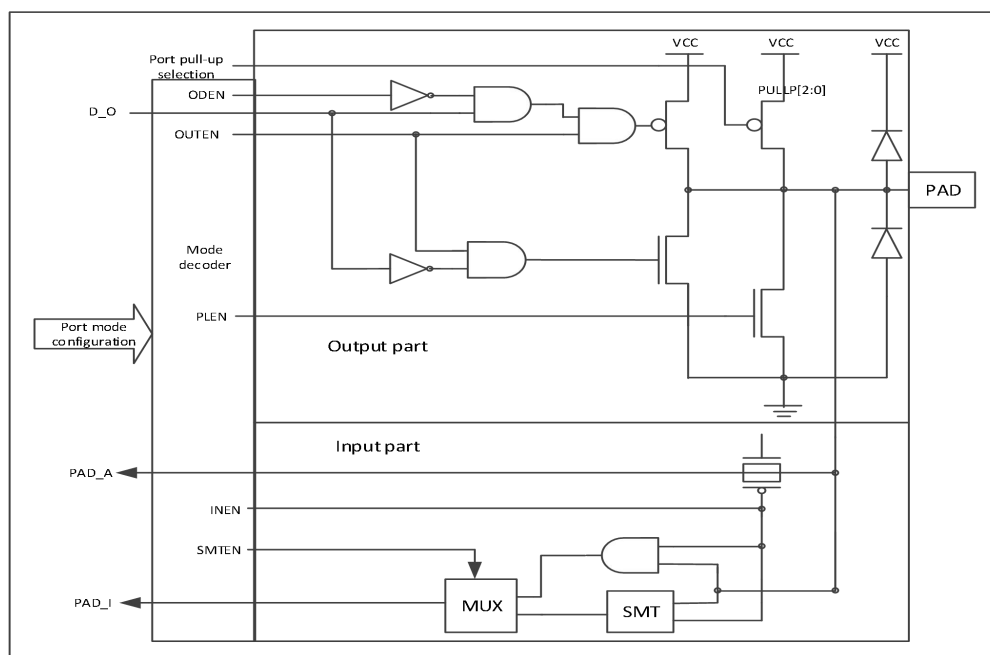 VCC
VCC
VCC
Port pull-up
selection
ODEN
PULLP[2:0]
D_O
OUTEN
PAD
Mode
decoder
PLEN
Port mode
configuration
Output part
Input part
PAD_A
INEN
SMTEN
PAD_I
MUX
SMT